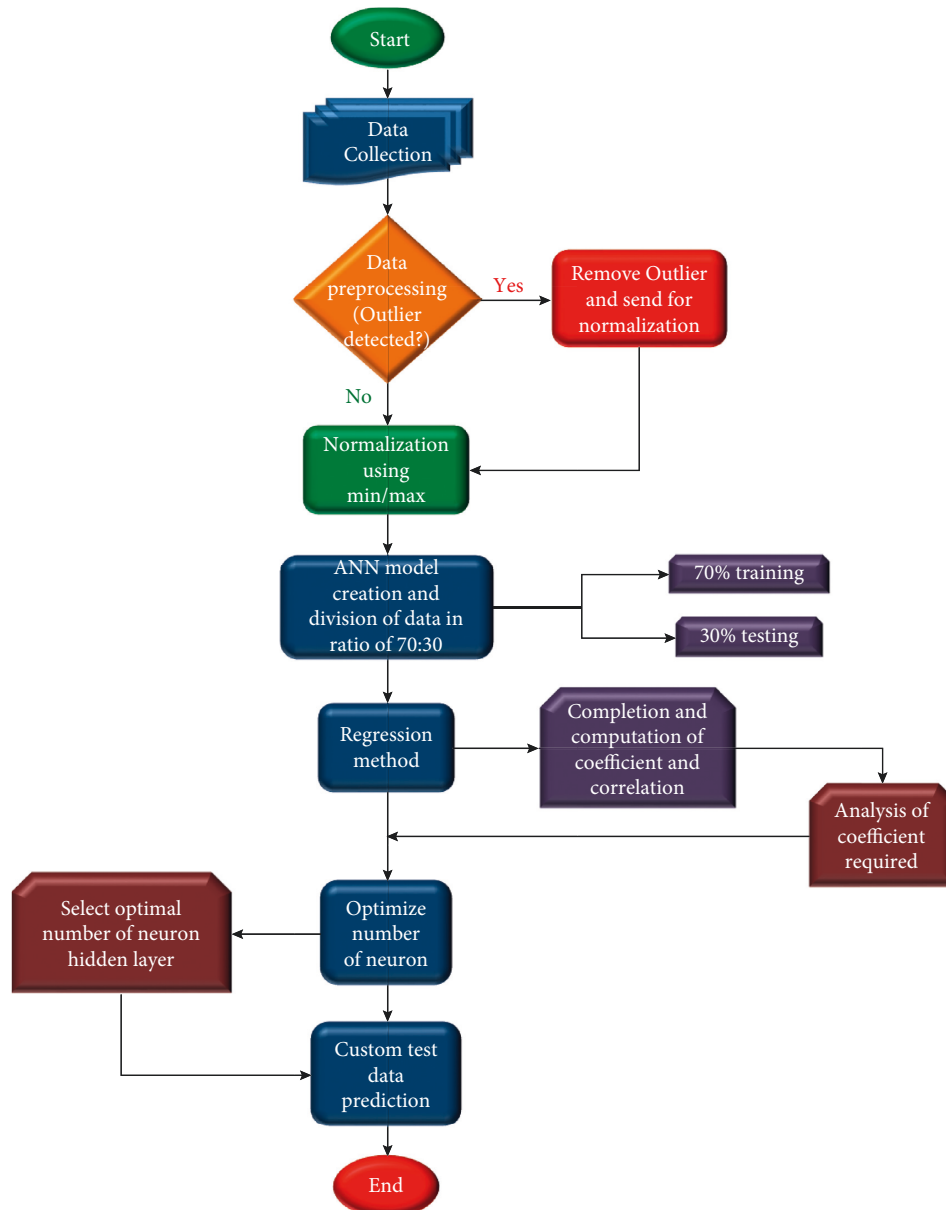 Start
Data
Collection
Data
preprocessing
(Outlier
detected?)
Yes
Remove Outlier
and send for
normalization
No
Normalization
using
min/max
ANN model
creation and
division of data in
ratio of 70:30
70% training
30% testing
Regression
method
Completion and
computation of
coefficient and
correlation
Analysis of
coefficient
required
Select optimal
number of neuron
hidden layer
Optimize
number
of neuron
Custom test
data
prediction
End